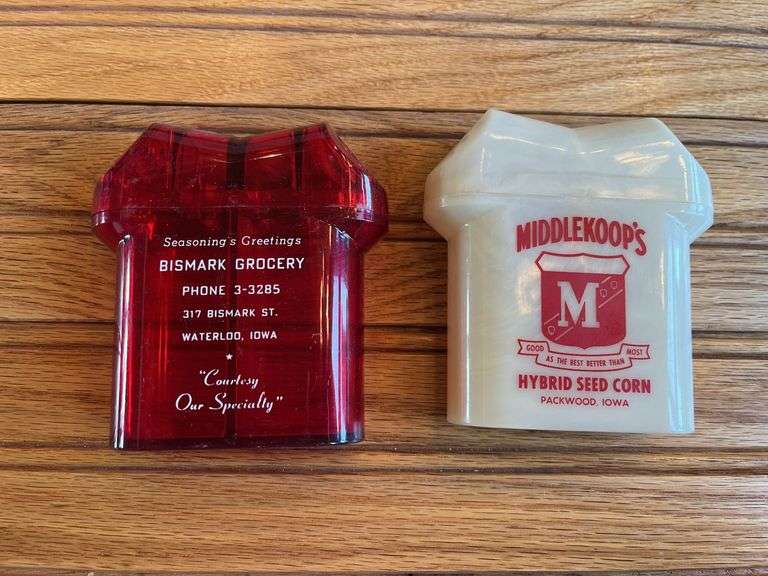 Seasoning's Greetings
BISMARK GROCERY
PHONE 3-3285
317 BISMARK ST.
WATERLOO, IOWA
"Courtesy
Our Specialty"
MIDDLEKOOP'S
M
GOOD MOST
AS THE BEST BETTER THAN
HYBRID SEED CORN
PACKWOOD, IOWA